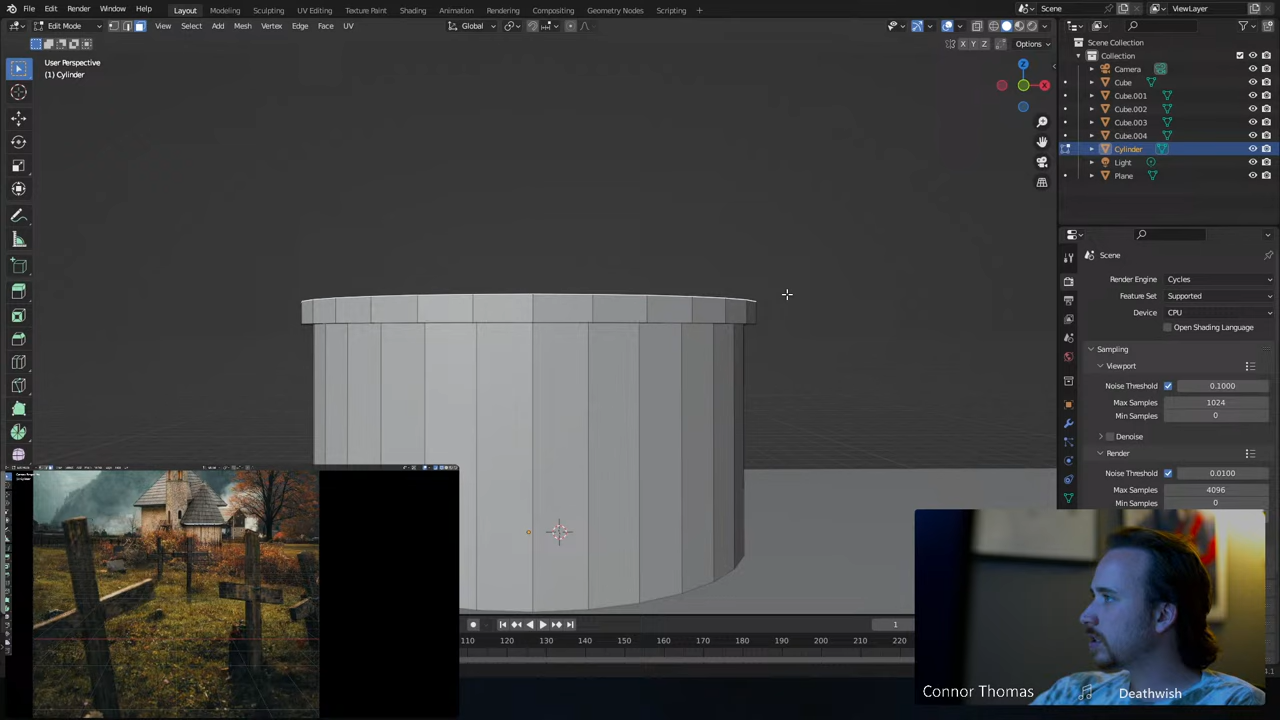 File Edit Render Window Help Layout Modeling Sculpting UV Editing Texture Paint Shading Animation Rendering Compositing Geometry Nodes Scripting Scene ViewLayer
Edit Mode View Select Add Mesh Vertex Edge Face UV Global
X Y Z Options
User Perspective
(1) Cylinder
Scene Collection
Collection
Camera
Cube
Cube.001
Cube.002
Cube.003
Cube.004
Cylinder
Light
Plane
Scene
Render Engine Cycles
Feature Set Supported
Device CPU
Open Shading Language
Sampling
Viewport
Noise Threshold 0.1000
Max Samples 1024
Min Samples 0
Denoise
Render
Noise Threshold 0.0100
Max Samples 4096
Min Samples 0
1
110 120 130 140 150 160 170 180 190 200 210 220
Connor Thomas Deathwish